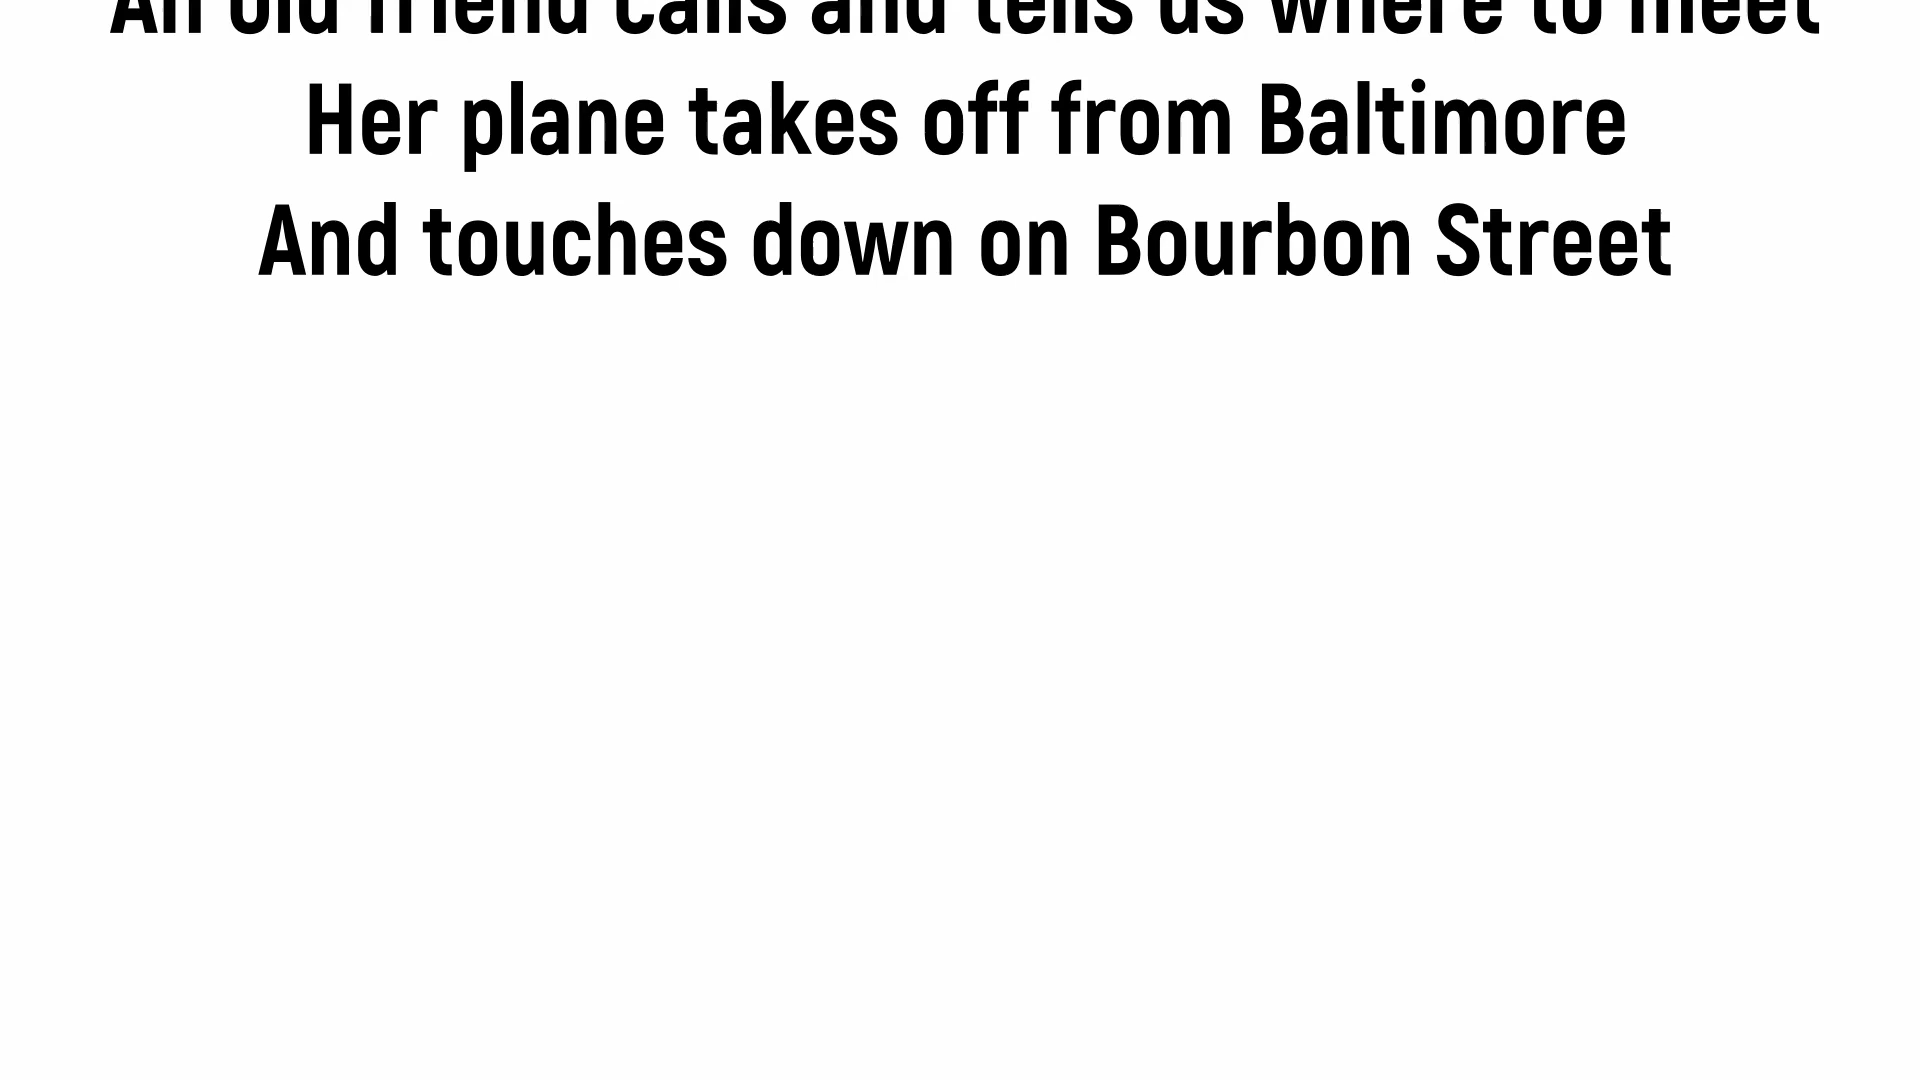 An old friend calls and tells us where to meet
Her plane takes off from Baltimore
And touches down on Bourbon Street